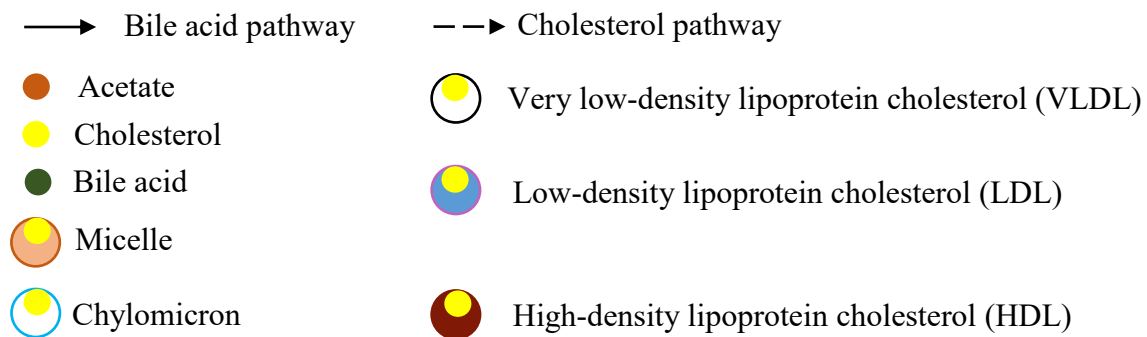 Bile acid pathway
Cholesterol pathway
Acetate
Cholesterol
Bile acid
Micelle
Chylomicron
Very low-density lipoprotein cholesterol (VLDL)
Low-density lipoprotein cholesterol (LDL)
High-density lipoprotein cholesterol (HDL)